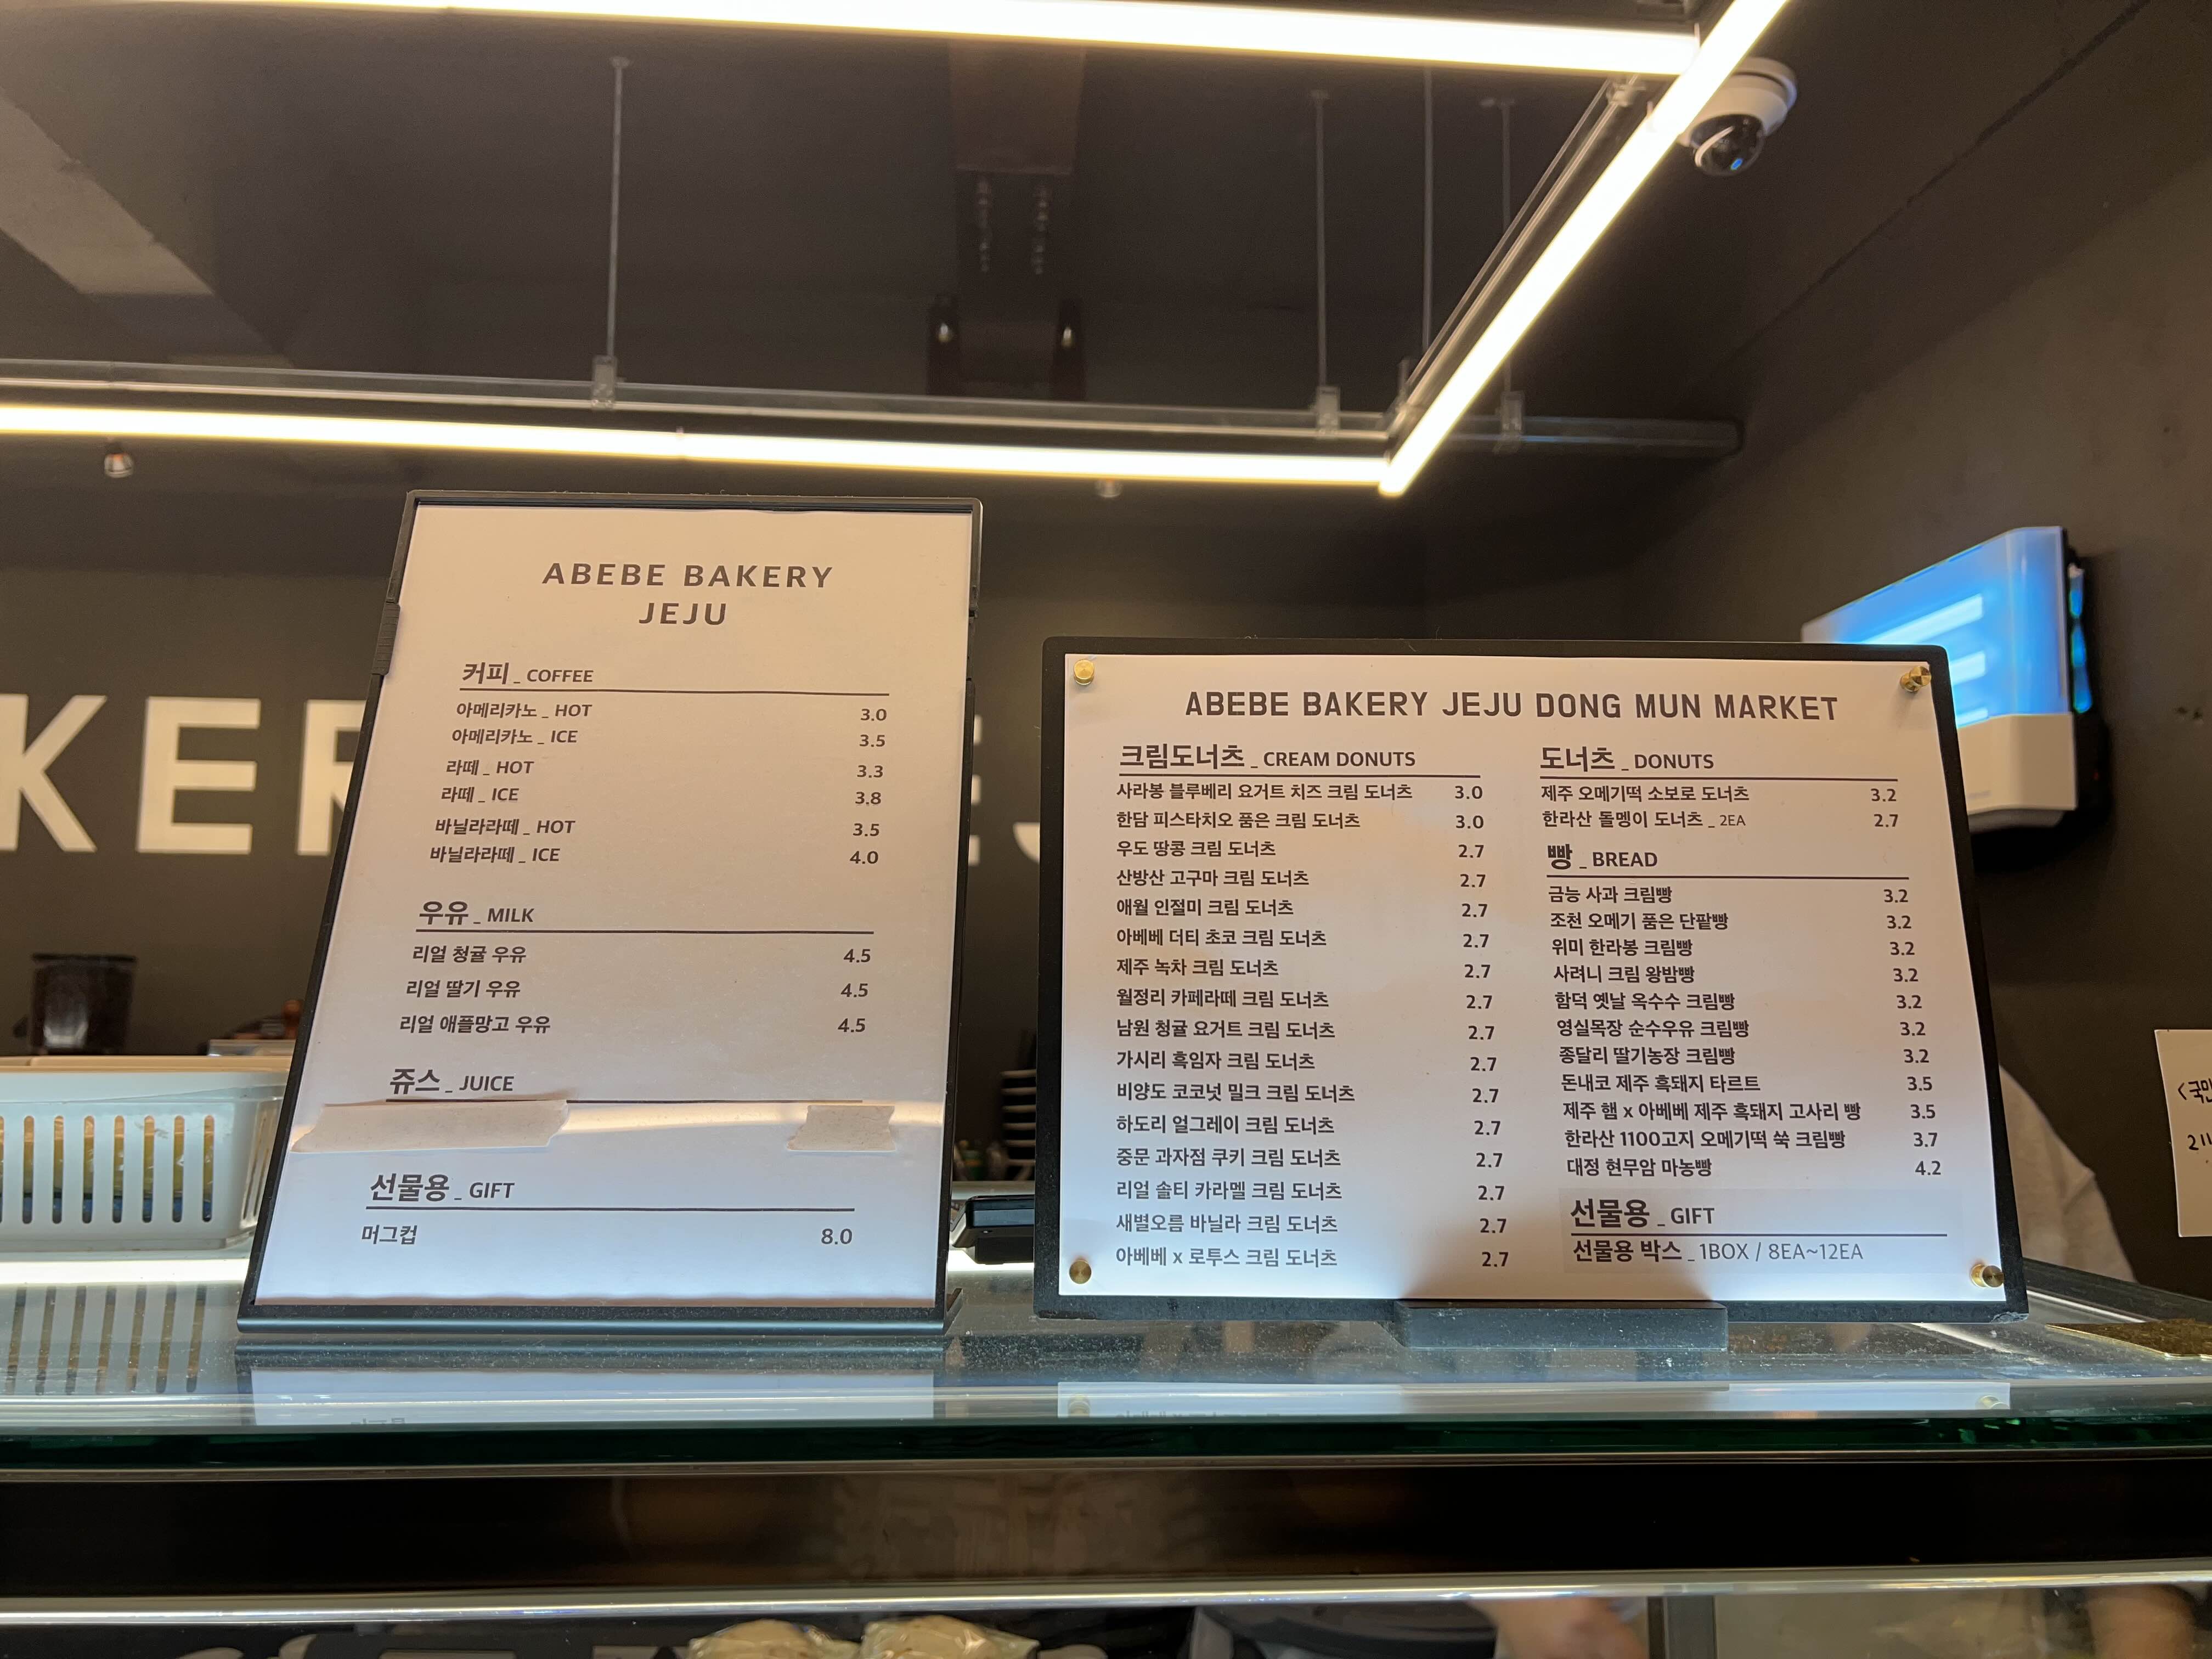 ABEBE BAKERY
JEJU
커피 _ COFFEE
아메리카노 _ HOT 3.0
아메리카노 _ ICE 3.5
라떼 _ HOT 3.3
라떼 _ ICE 3.8
바닐라라떼 _ HOT 3.5
바닐라라떼 _ ICE 4.0
우유 _ MILK
리얼 청귤 우유 4.5
리얼 딸기 우유 4.5
리얼 애플망고 우유 4.5
쥬스 _ JUICE
선물용 _ GIFT
머그컵 8.0
ABEBE BAKERY JEJU DONG MUN MARKET
크림도너츠 _ CREAM DONUTS
사라봉 블루베리 요거트 치즈 크림 도너츠 3.0
한담 피스타치오 품은 크림 도너츠 3.0
우도 땅콩 크림 도너츠 2.7
산방산 고구마 크림 도너츠 2.7
애월 인절미 크림 도너츠 2.7
아베베 더티 초코 크림 도너츠 2.7
제주 녹차 크림 도너츠 2.7
월정리 카페라떼 크림 도너츠 2.7
남원 청귤 요거트 크림 도너츠 2.7
가시리 흑임자 크림 도너츠 2.7
비양도 코코넛 밀크 크림 도너츠 2.7
하도리 얼그레이 크림 도너츠 2.7
중문 과자점 쿠키 크림 도너츠 2.7
리얼 솔티 카라멜 크림 도너츠 2.7
새별오름 바닐라 크림 도너츠 2.7
아베베 x 로투스 크림 도너츠 2.7
도너츠 _ DONUTS
제주 오메기떡 소보로 도너츠 3.2
한라산 돌멩이 도너츠 _ 2EA 2.7
빵 _ BREAD
금능 사과 크림빵 3.2
조천 오메기 품은 단팥빵 3.2
위미 한라봉 크림빵 3.2
사려니 크림 왕밤빵 3.2
함덕 옛날 옥수수 크림빵 3.2
영실목장 순수우유 크림빵 3.2
종달리 딸기농장 크림빵 3.2
돈내코 제주 흑돼지 타르트 3.5
제주 햄 x 아베베 제주 흑돼지 고사리 빵 3.5
한라산 1100고지 오메기떡 쑥 크림빵 3.7
대정 현무암 마농빵 4.2
선물용 _ GIFT
선물용 박스 _ 1BOX / 8EA~12EA